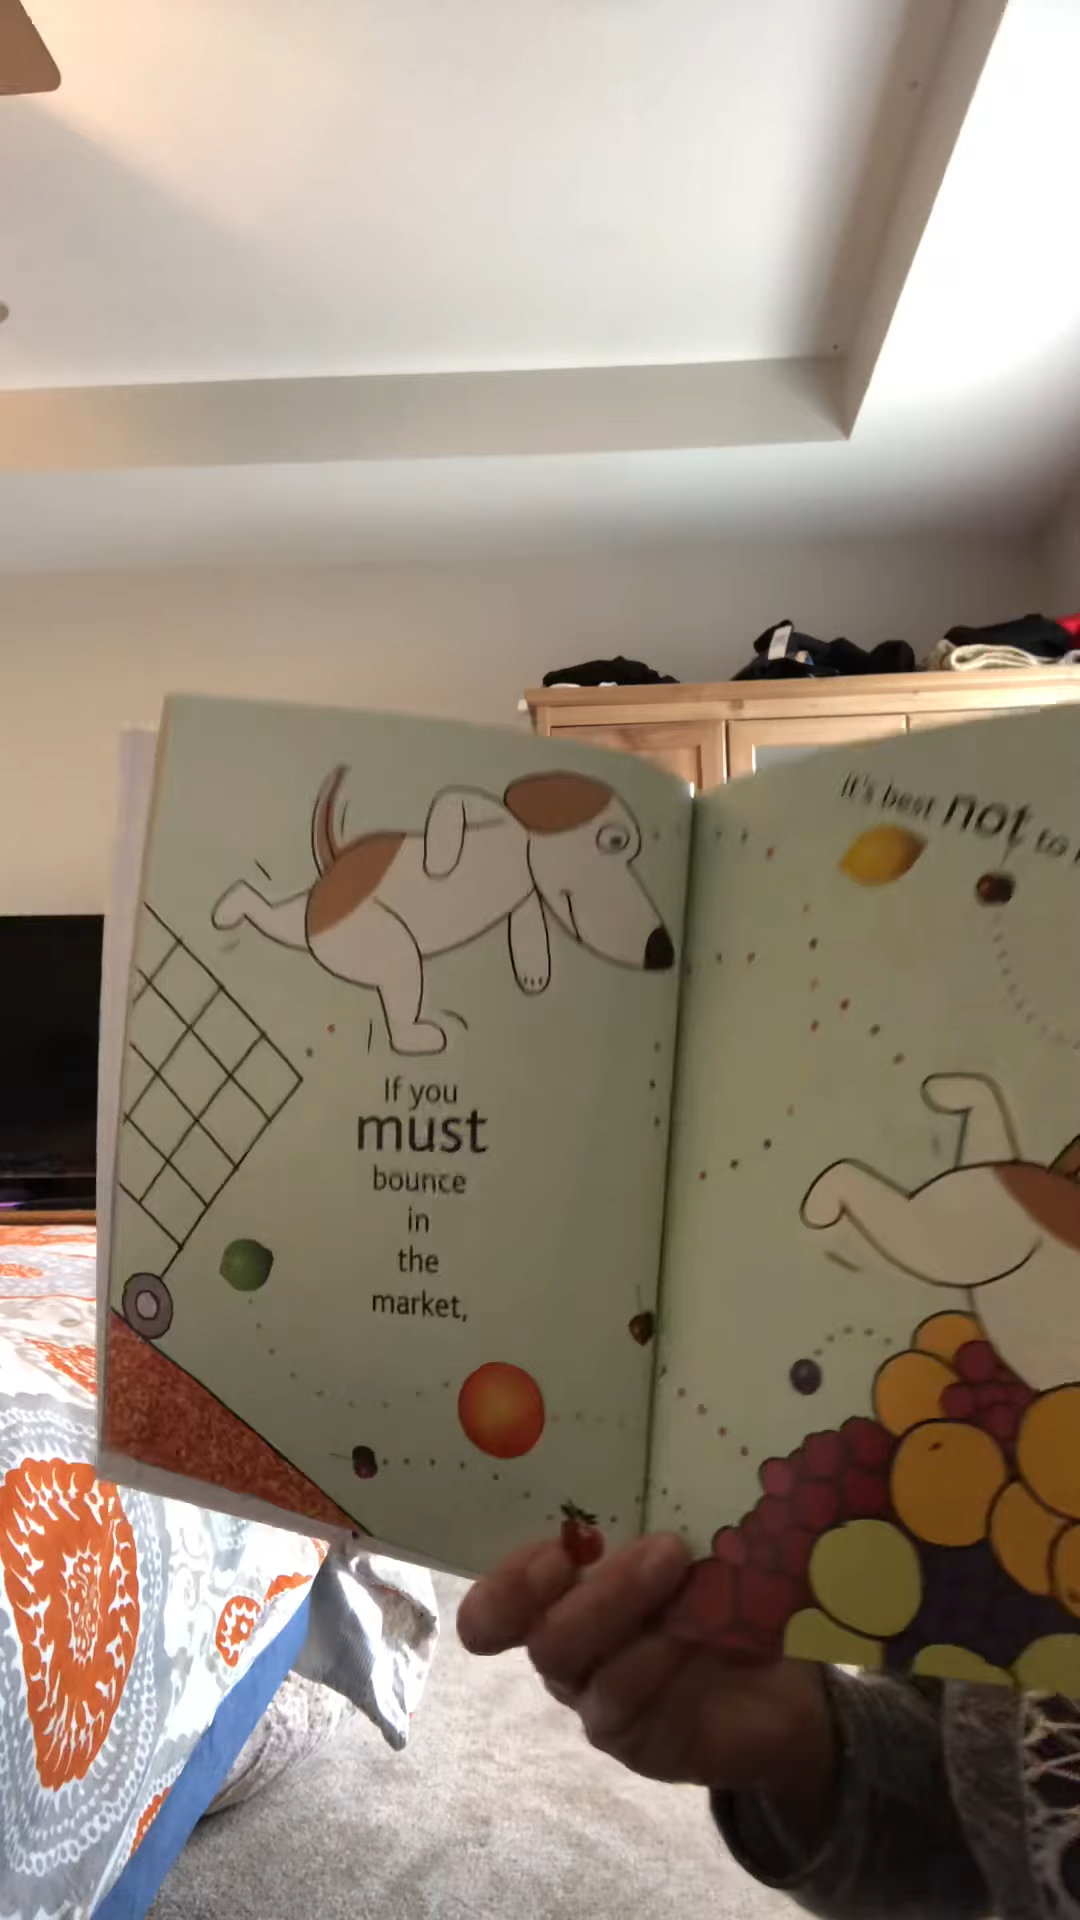 If you
must
bounce
in
the
market,
It's best not to